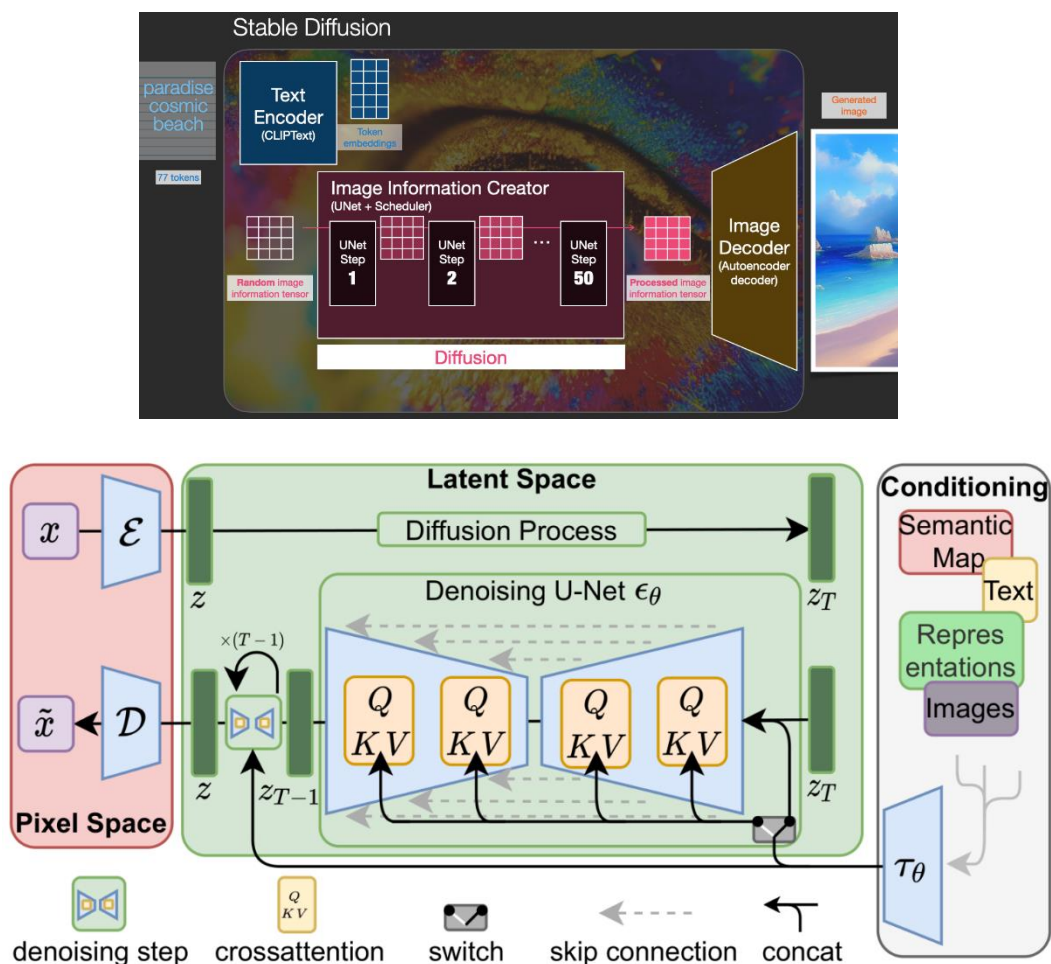 Stable Diffusion
paradise
cosmic
beach
77 tokens
Text
Encoder
(CLIPText)
Token
embeddings
Generated
image
Image Information Creator
(UNet + Scheduler)
UNet
Step
1
UNet
Step
2
...
UNet
Step
50
Random image
information tensor
Processed image
information tensor
Image
Decoder
(Autoencoder
decoder)
Diffusion
Latent Space
Conditioning
x
ℰ
z
Diffusion Process
z_T
Semantic
Map
Text
Repres
entations
Images
Denoising U-Net ϵ_θ
×(T−1)
x̃
𝒟
z
z_{T−1}
Q
K V
Q
K V
Q
K V
Q
K V
z_T
τ_θ
Pixel Space
Q
K V
denoising step
crossattention
switch
skip connection
concat